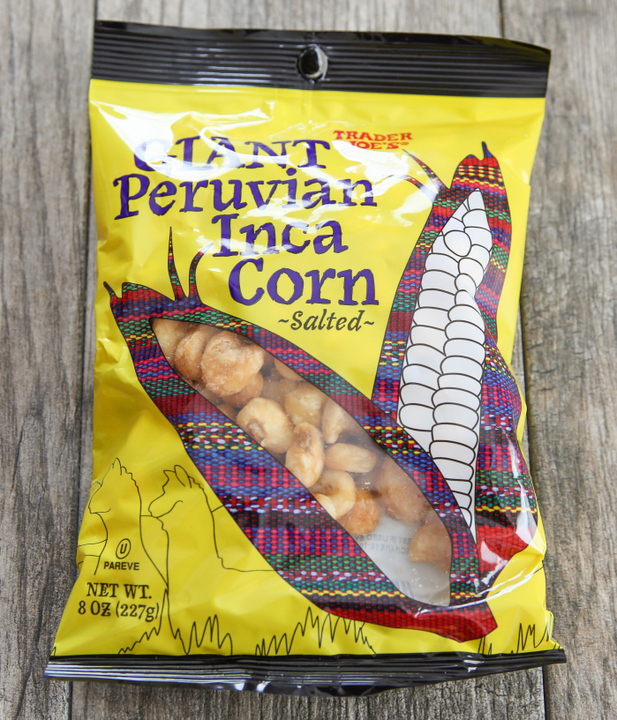 TRADER
JOE'S®
GIANT
Peruvian
Inca
Corn
~Salted~
U
PAREVE
NET WT.
8 OZ (227g)